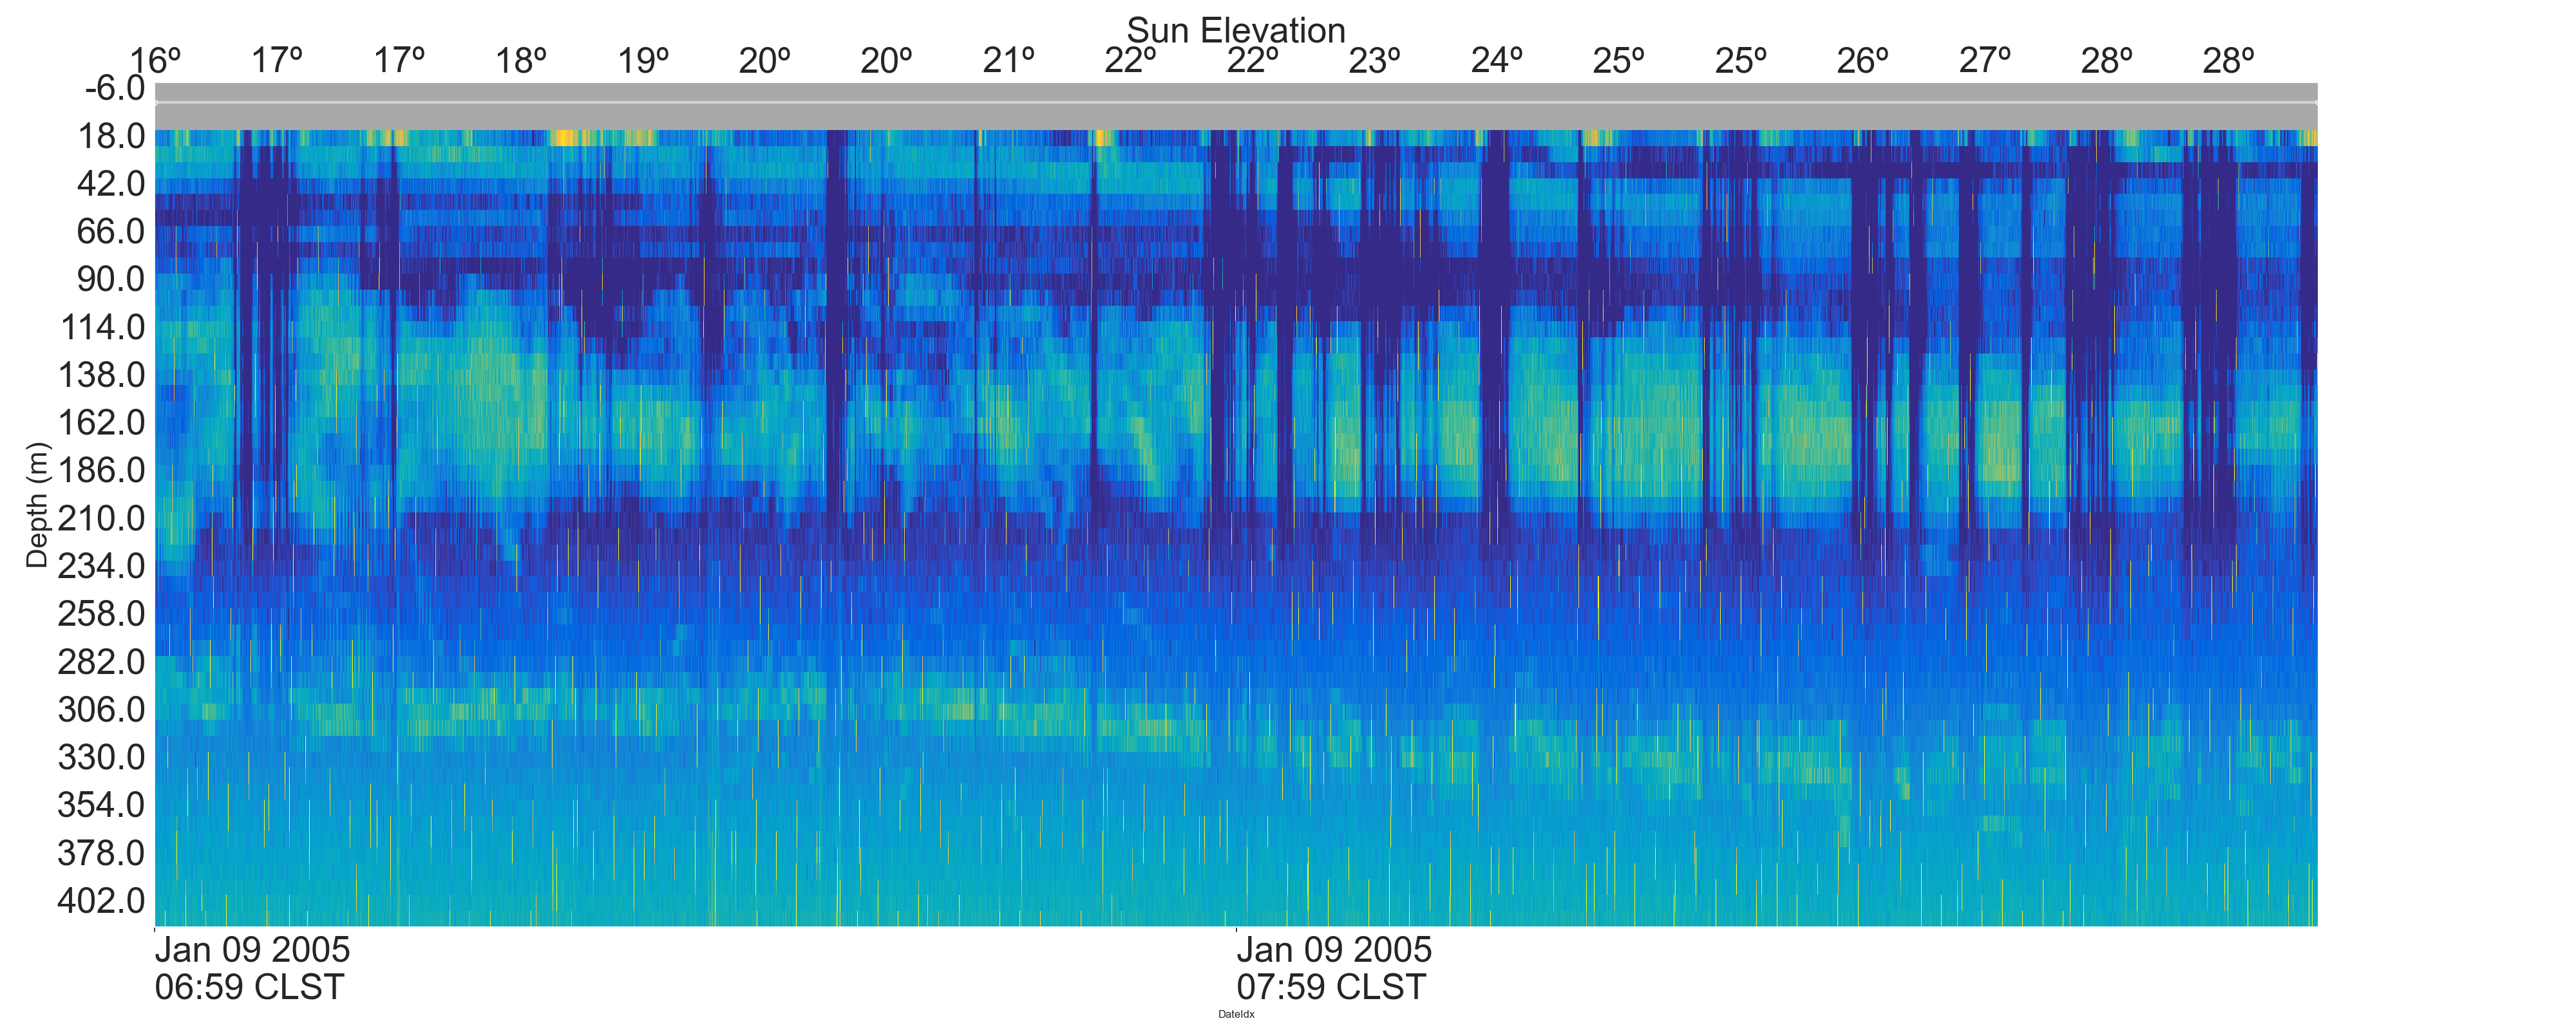 Sun Elevation
16º 17º 17º 18º 19º 20º 20º 21º 22º 22º 23º 24º 25º 25º 26º 27º 28º 28º
-6.0
18.0
42.0
66.0
90.0
114.0
138.0
162.0
186.0
210.0
234.0
258.0
282.0
306.0
330.0
354.0
378.0
402.0
Depth (m)
Jan 09 2005
06:59 CLST
Jan 09 2005
07:59 CLST
DateIdx